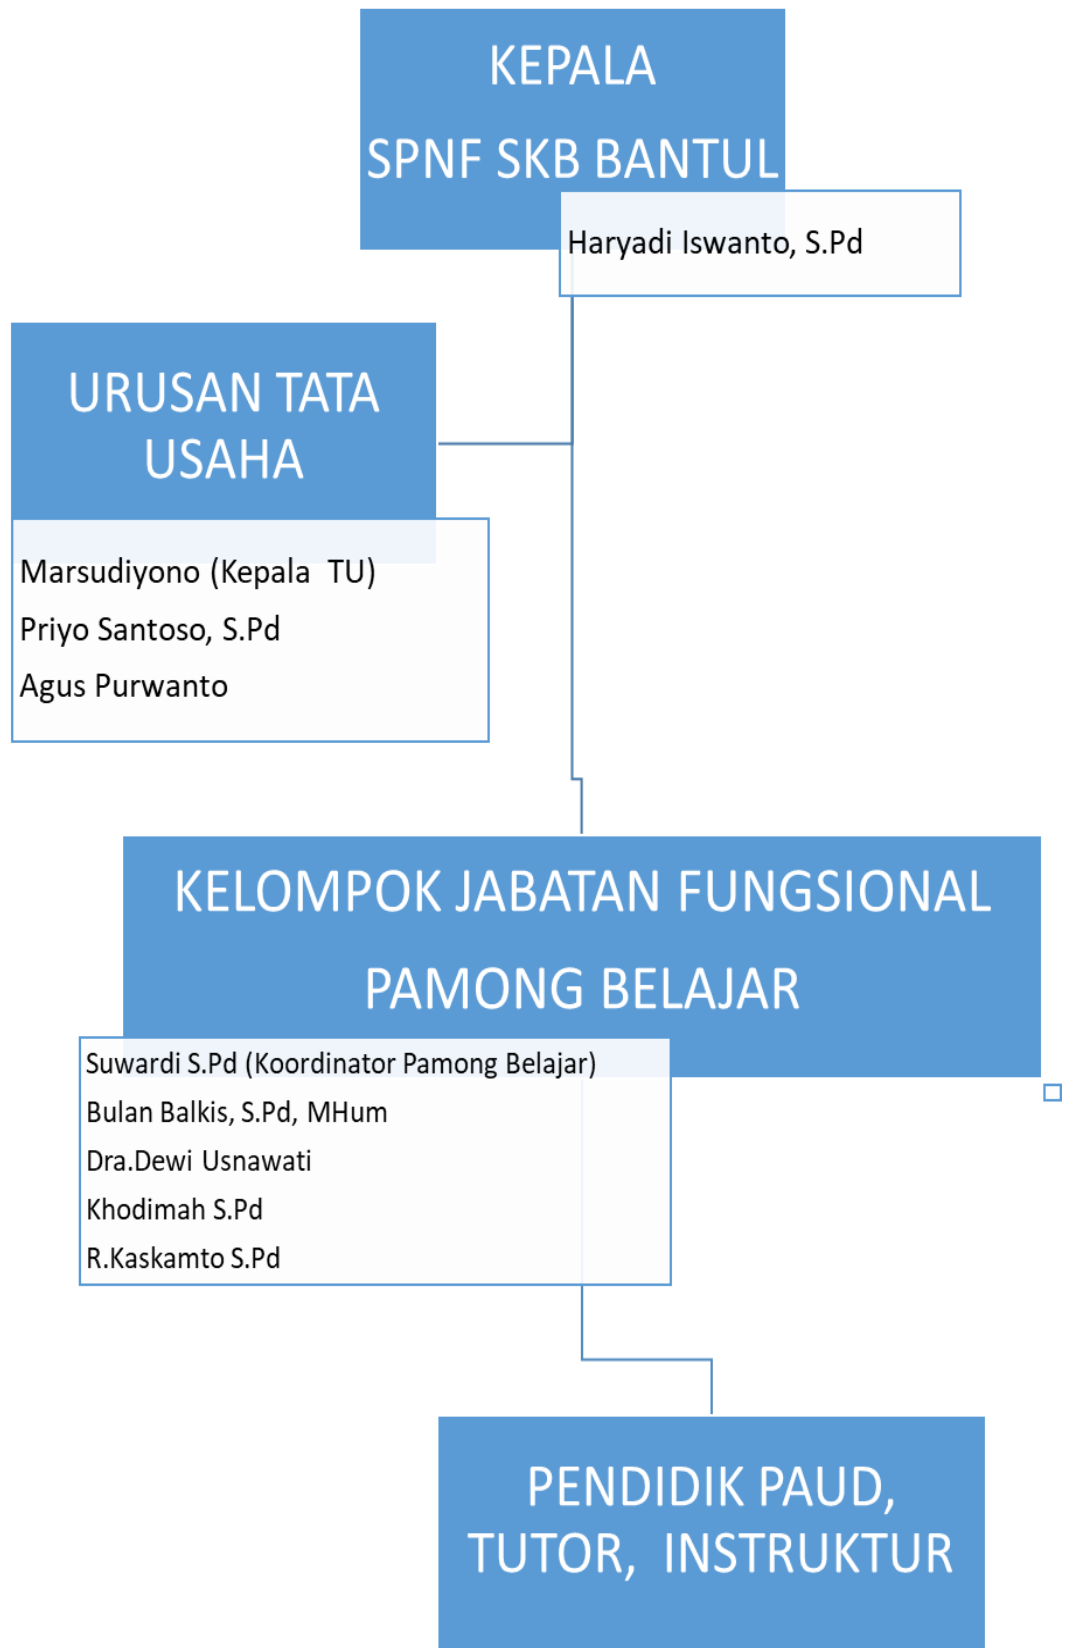 KEPALA
SPNF SKB BANTUL
Haryadi Iswanto, S.Pd
URUSAN TATA
USAHA
Marsudiyono (Kepala  TU)
Priyo Santoso, S.Pd
Agus Purwanto
KELOMPOK JABATAN FUNGSIONAL
PAMONG BELAJAR
Suwardi S.Pd (Koordinator Pamong Belajar)
Bulan Balkis, S.Pd, MHum
Dra.Dewi Usnawati
Khodimah S.Pd
R.Kaskamto S.Pd
PENDIDIK PAUD,
TUTOR,  INSTRUKTUR